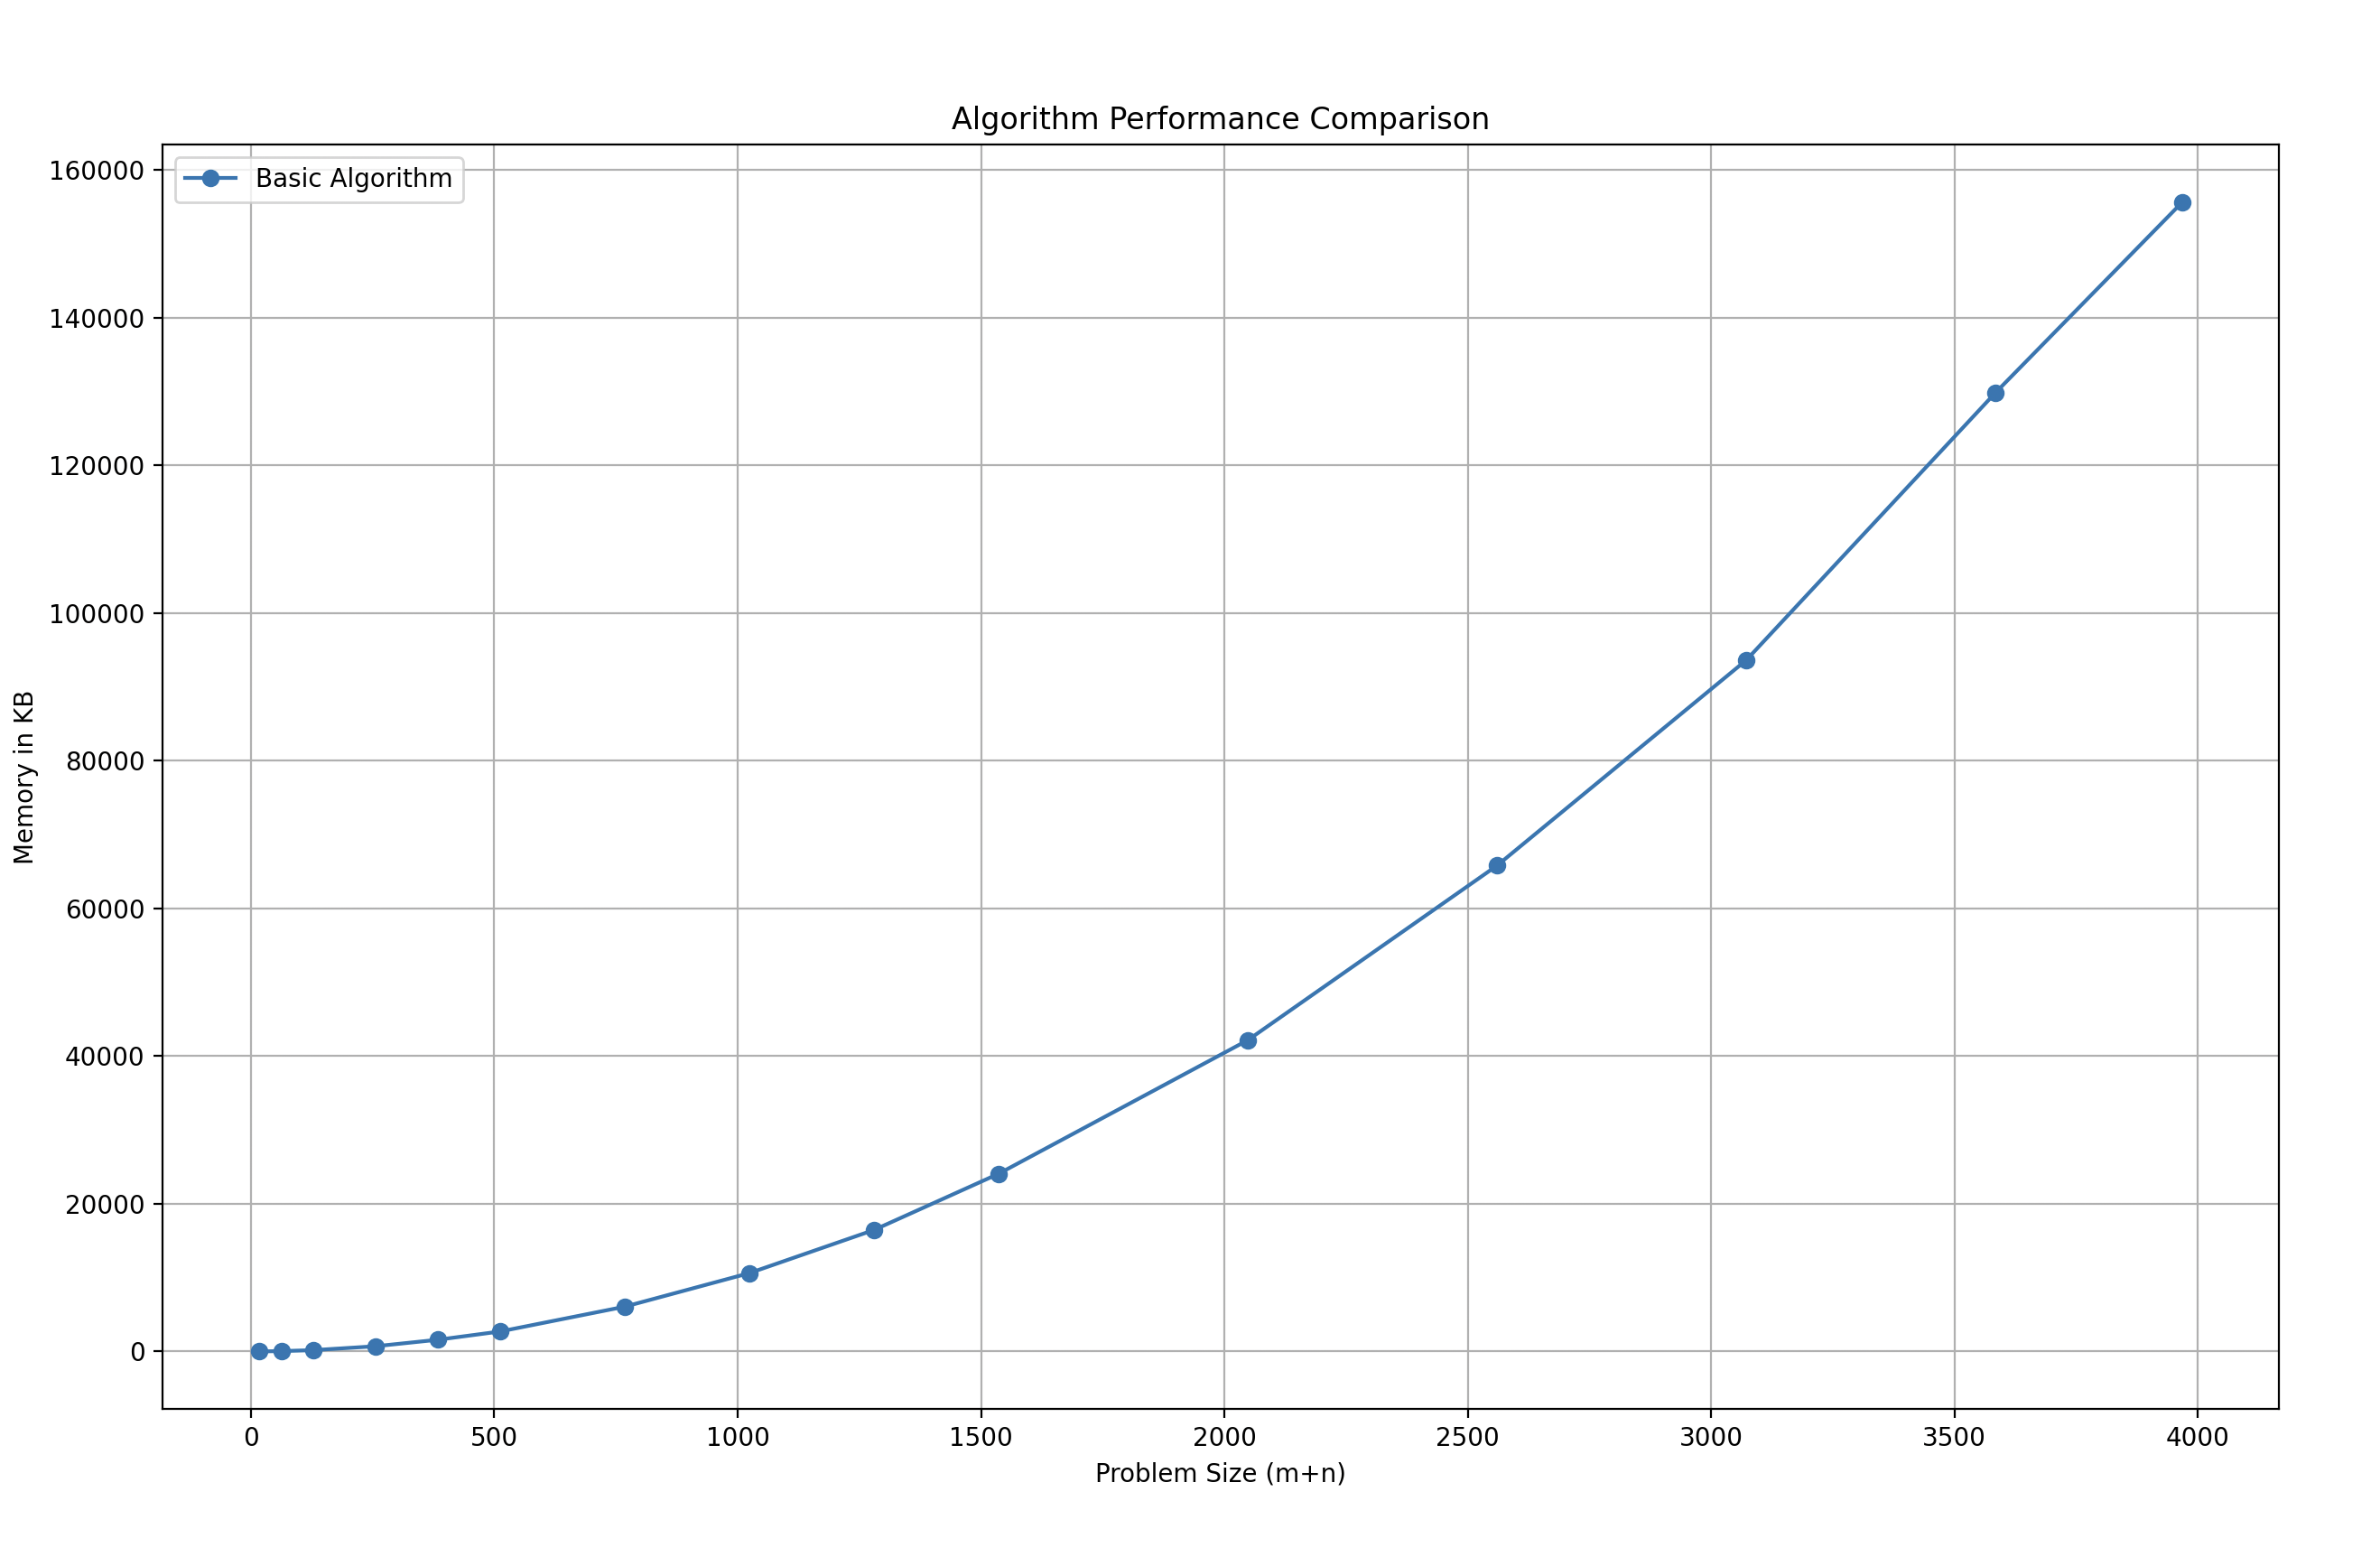 Algorithm Performance Comparison
Basic Algorithm
160000
140000
120000
100000
80000
60000
40000
20000
0
Memory in KB
0 500 1000 1500 2000 2500 3000 3500 4000
Problem Size (m+n)